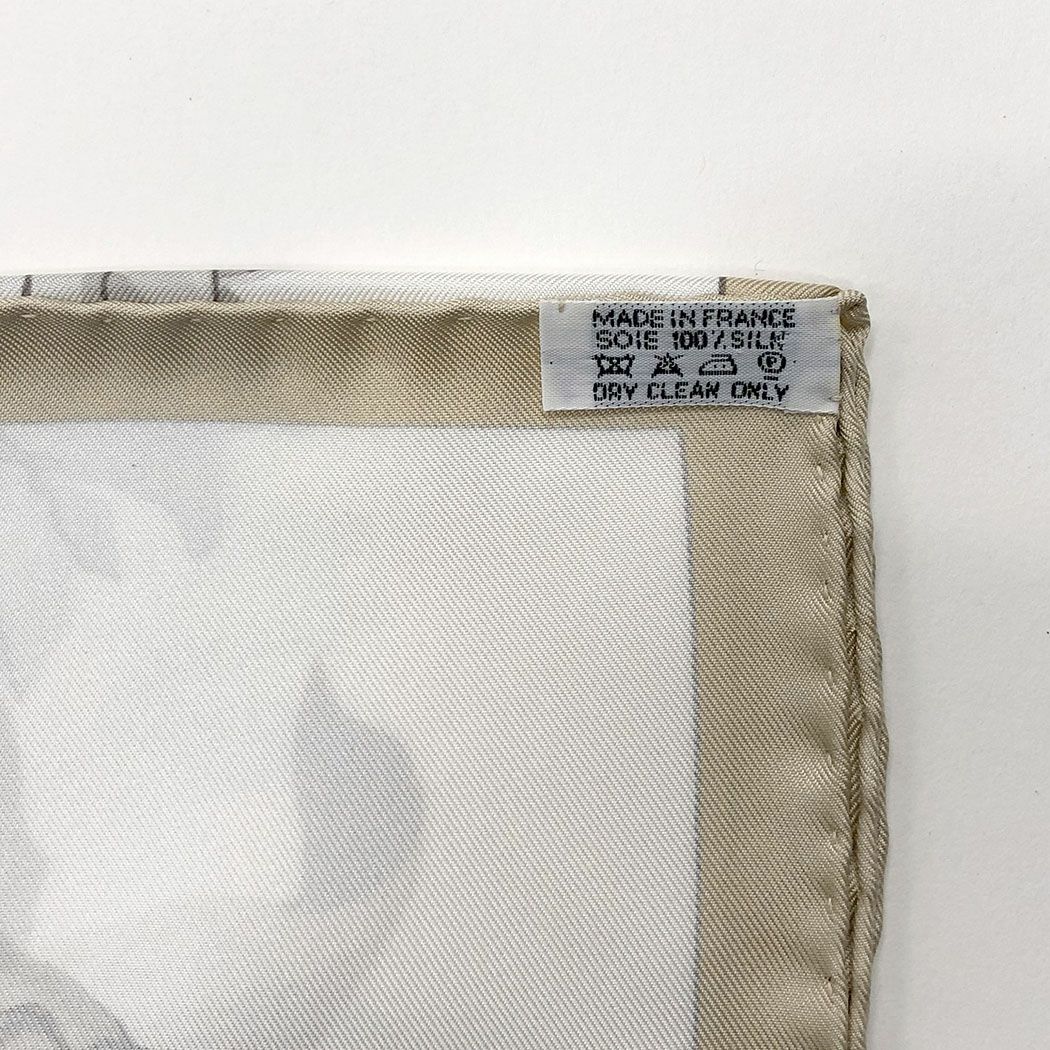 MADE IN FRANCE
SOIE 100% SILK
P
DRY CLEAN ONLY